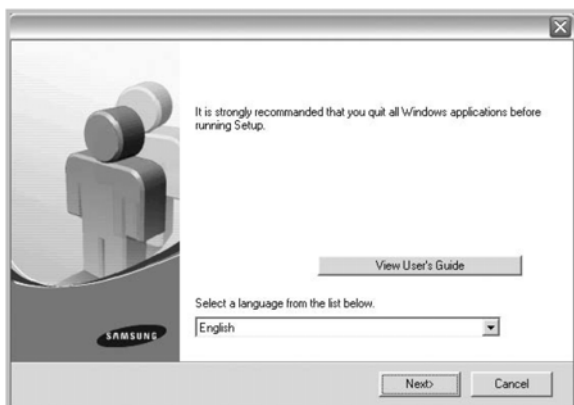 It is strongly recommanded that you quit all Windows applications before
running Setup.
View User's Guide
Select a language from the list below.
English
SAMSUNG
Next>
Cancel